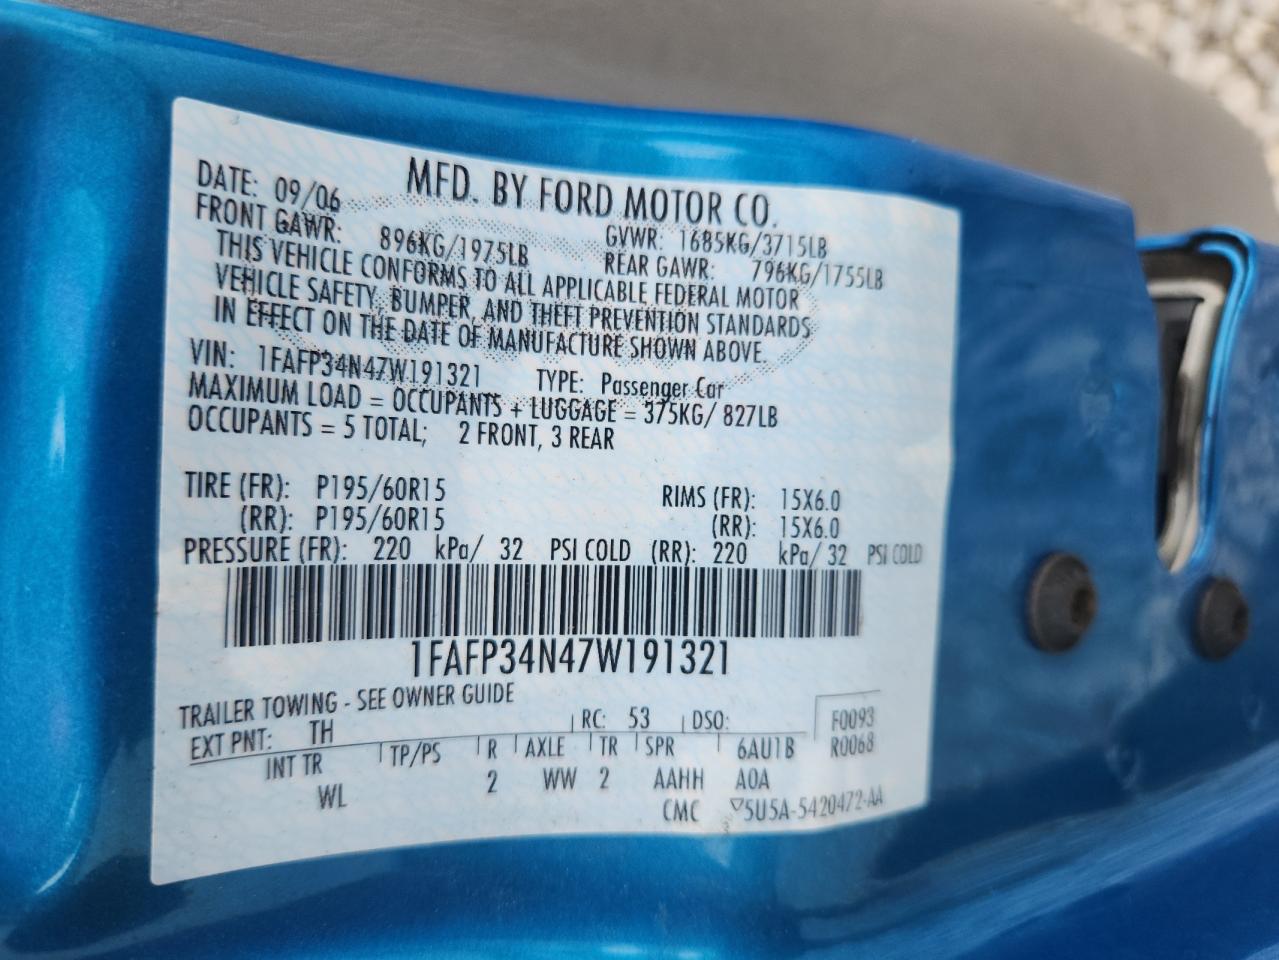 MFD. BY FORD MOTOR CO.
DATE: 09/06 GVWR: 1685KG/3715LB
FRONT GAWR: 896KG/1975LB REAR GAWR: 796KG/1755LB
THIS VEHICLE CONFORMS TO ALL APPLICABLE FEDERAL MOTOR
VEHICLE SAFETY, BUMPER, AND THEFT PREVENTION STANDARDS
IN EFFECT ON THE DATE OF MANUFACTURE SHOWN ABOVE.
VIN: 1FAFP34N47W191321 TYPE: Passenger Car
MAXIMUM LOAD = OCCUPANTS + LUGGAGE = 375KG/ 827LB
OCCUPANTS = 5 TOTAL; 2 FRONT, 3 REAR
TIRE (FR): P195/60R15 RIMS (FR): 15X6.0
(RR): P195/60R15 (RR): 15X6.0
PRESSURE (FR): 220 kPa/ 32 PSI COLD (RR): 220 kPa/ 32 PSI COLD
1FAFP34N47W191321
TRAILER TOWING - SEE OWNER GUIDE
EXT PNT: TH RC: 53 DSO: F0093
INT TR TP/PS R AXLE TR SPR 6AU1B R0068
WL 2 WW 2 AAHH A0A
CMC ▽5U5A-5420472-AA